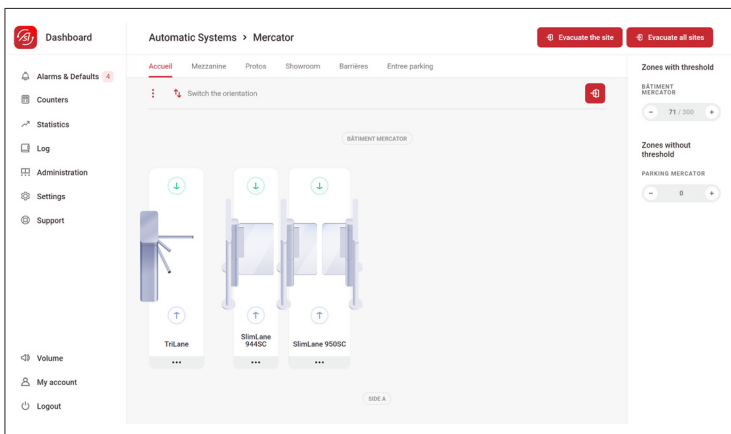 Dashboard
Automatic Systems > Mercator
Evacuate the site
Evacuate all sites
Alarms & Defaults 4
Counters
Statistics
Log
Administration
Settings
Support
Volume
My account
Logout
Accueil Mezzanine Protos Showroom Barrières Entree parking
Switch the orientation
BÂTIMENT MERCATOR
TriLane
SlimLane
944SC
SlimLane 950SC
SIDE A
Zones with threshold
BÂTIMENT
MERCATOR
- 71 / 300 +
Zones without
threshold
PARKING MERCATOR
- 0 +